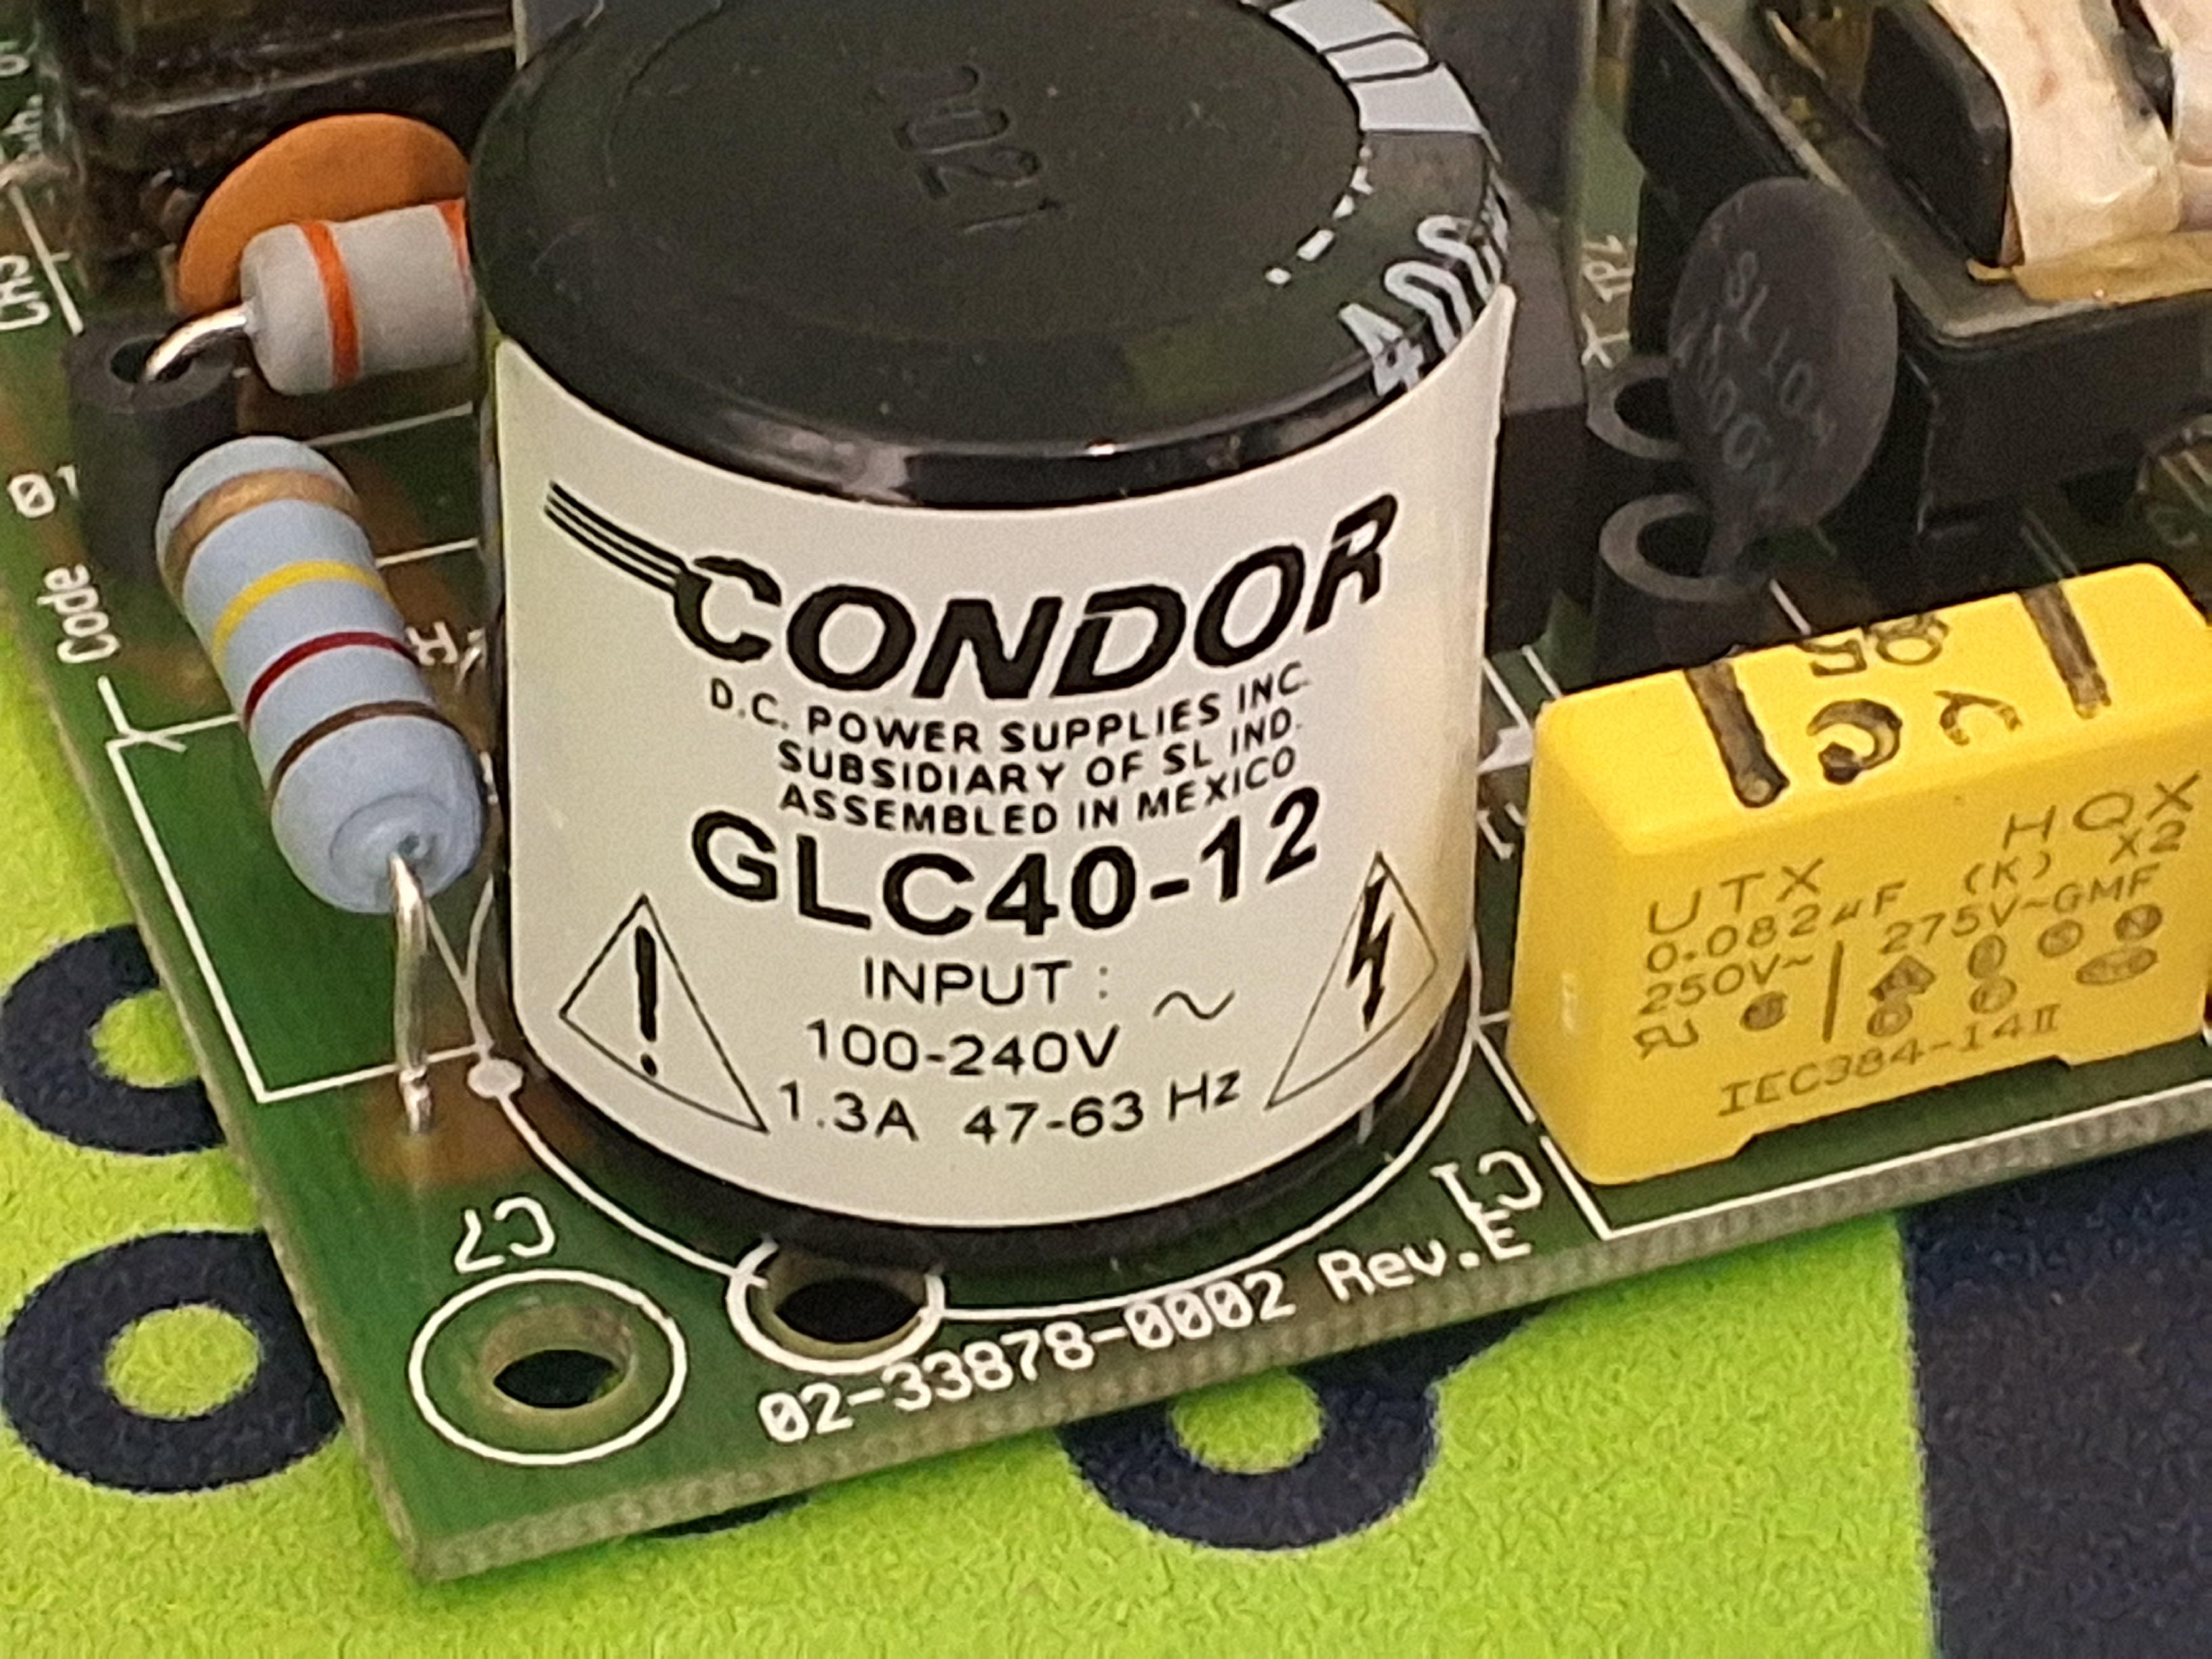 1021
CONDOR
D.C. POWER SUPPLIES INC.
SUBSIDIARY OF SL IND.
ASSEMBLED IN MEXICO
GLC40-12
INPUT :
100-240V ~
1.3A 47-63 Hz
C7
C1
02-33878-0002 Rev.E
Code
HQX
UTX (K) X2
0.082µF 275V~GMF
250V~
IEC384-14II